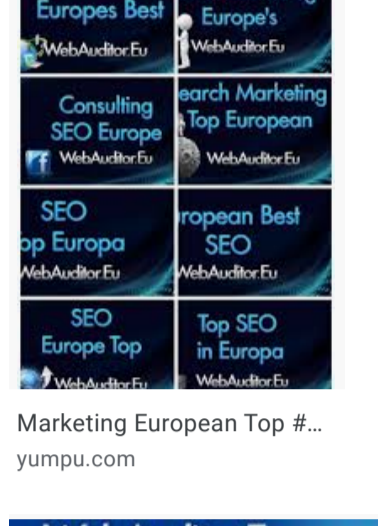 Europes Best
WebAuditor.Eu
Europe's
WebAuditor.Eu
Consulting
SEO Europe
WebAuditor.Eu
earch Marketing
Top European
WebAuditor.Eu
SEO
op Europa
WebAuditor.Eu
ropean Best
SEO
WebAuditor.Eu
SEO
Europe Top
WebAuditor.Eu
Top SEO
in Europa
WebAuditor.Eu
Marketing European Top #...
yumpu.com